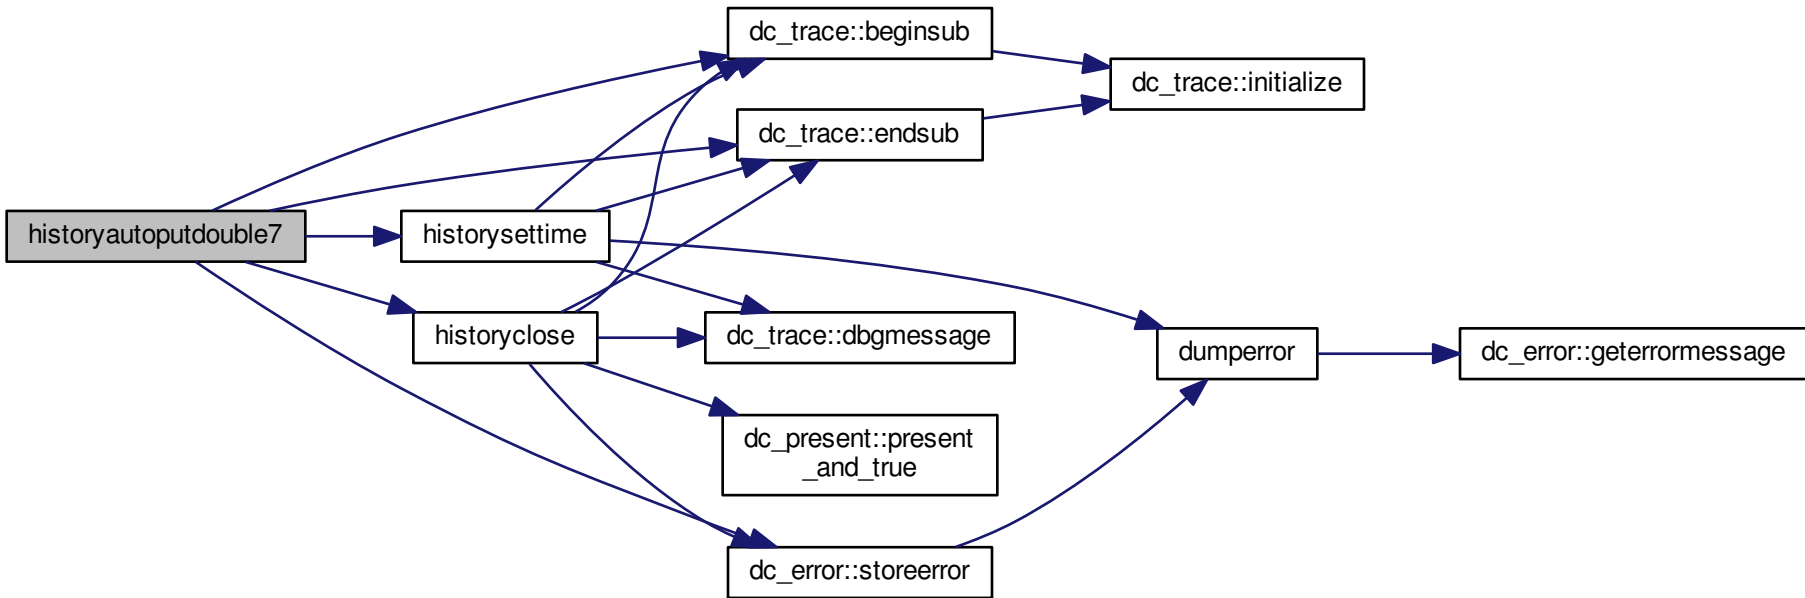 dc_trace::beginsub
dc_trace::initialize
dc_trace::endsub
historyautoputdouble7
historysettime
historyclose
dc_trace::dbgmessage
dumperror
dc_error::geterrormessage
dc_present::present
_and_true
dc_error::storeerror